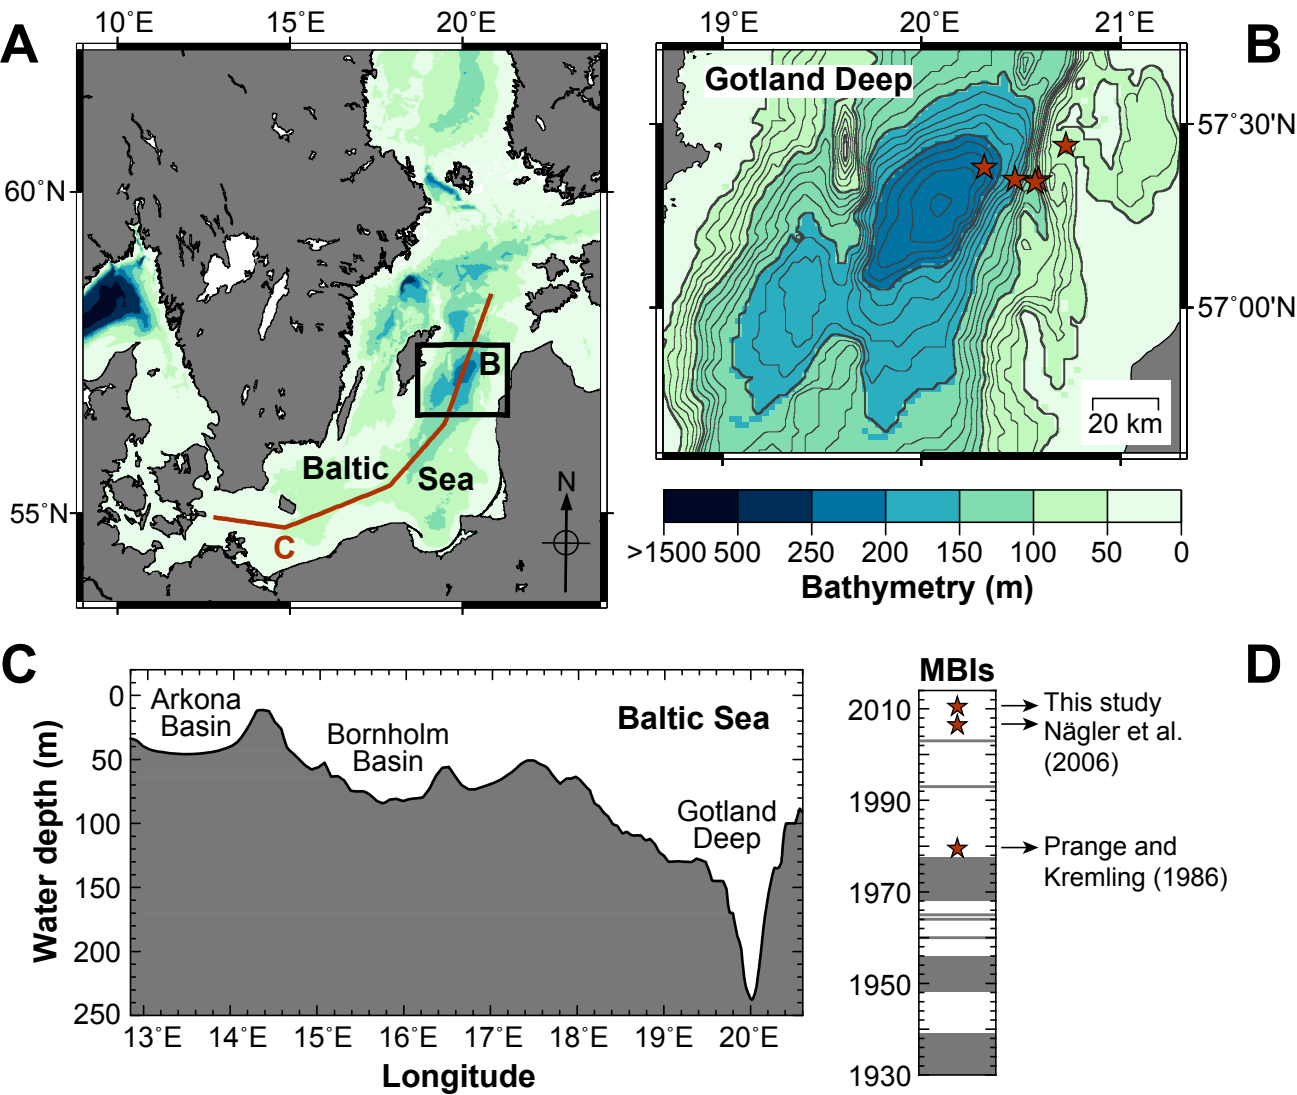 A
10°E
15°E
20°E
60°N
55°N
B
Baltic
Sea
C
N
B
19°E
20°E
21°E
Gotland Deep
57°30'N
57°00'N
20 km
>1500 500 250 200 150 100 50 0
Bathymetry (m)
C
Water depth (m)
0
50
100
150
200
250
Arkona
Basin
Bornholm
Basin
Baltic Sea
Gotland
Deep
13°E 14°E 15°E 16°E 17°E 18°E 19°E 20°E
Longitude
D
MBIs
2010
1990
1970
1950
1930
This study
Nägler et al.
(2006)
Prange and
Kremling (1986)